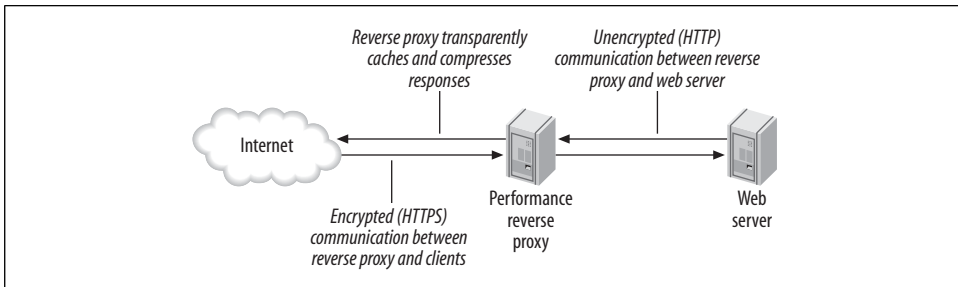 Reverse proxy transparently
caches and compresses
responses
Unencrypted (HTTP)
communication between reverse
proxy and web server
Internet
Performance
reverse
proxy
Web
server
Encrypted (HTTPS)
communication between
reverse proxy and clients